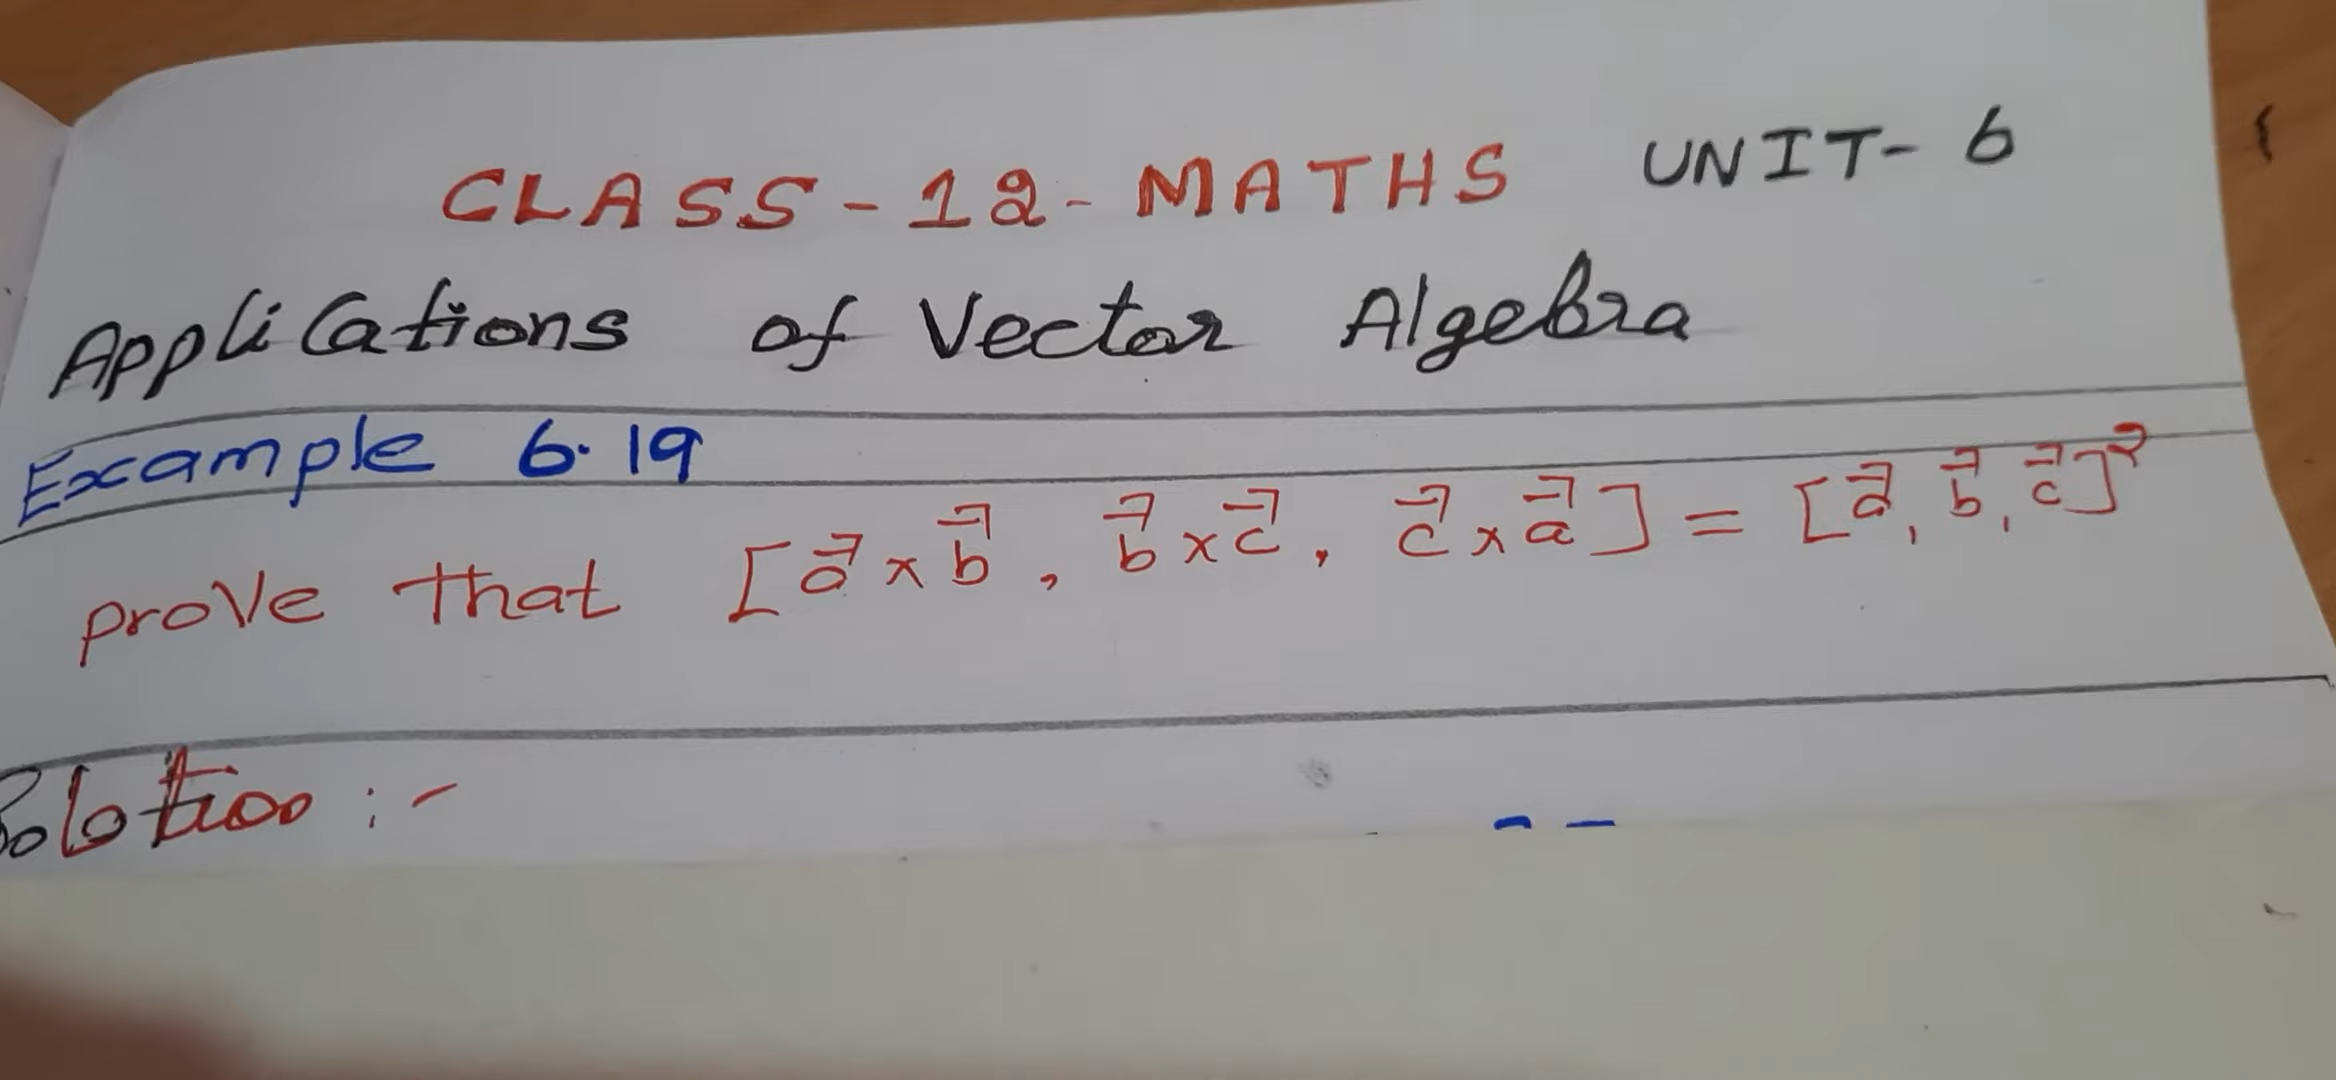 CLASS-12-MATHS UNIT-6
Applications of Vector Algebra
Example 6.19
prove that [a⃗ × b⃗, b⃗ × c⃗, c⃗ × a⃗] = [a⃗, b⃗, c⃗]²
Solution :-